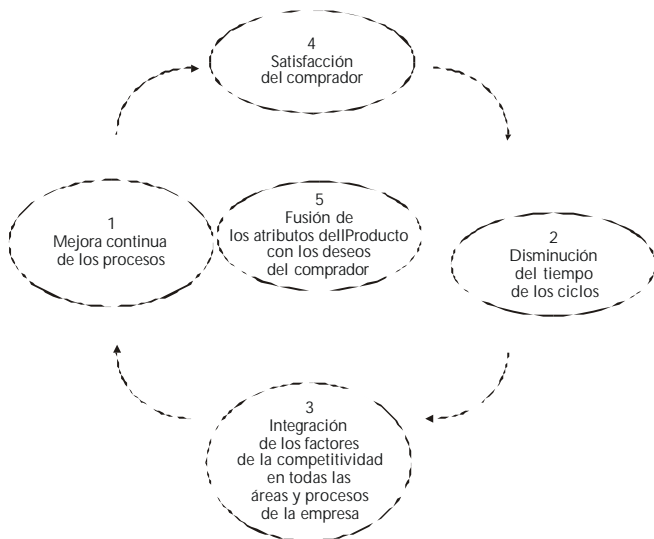 4
Satisfacción
del comprador
1
Mejora continua
de los procesos
5
Fusión de
los atributos dellProducto
con los deseos
del comprador
2
Disminución
del tiempo
de los ciclos
3
Integración
de los factores
de la competitividad
en todas las
áreas y procesos
de la empresa